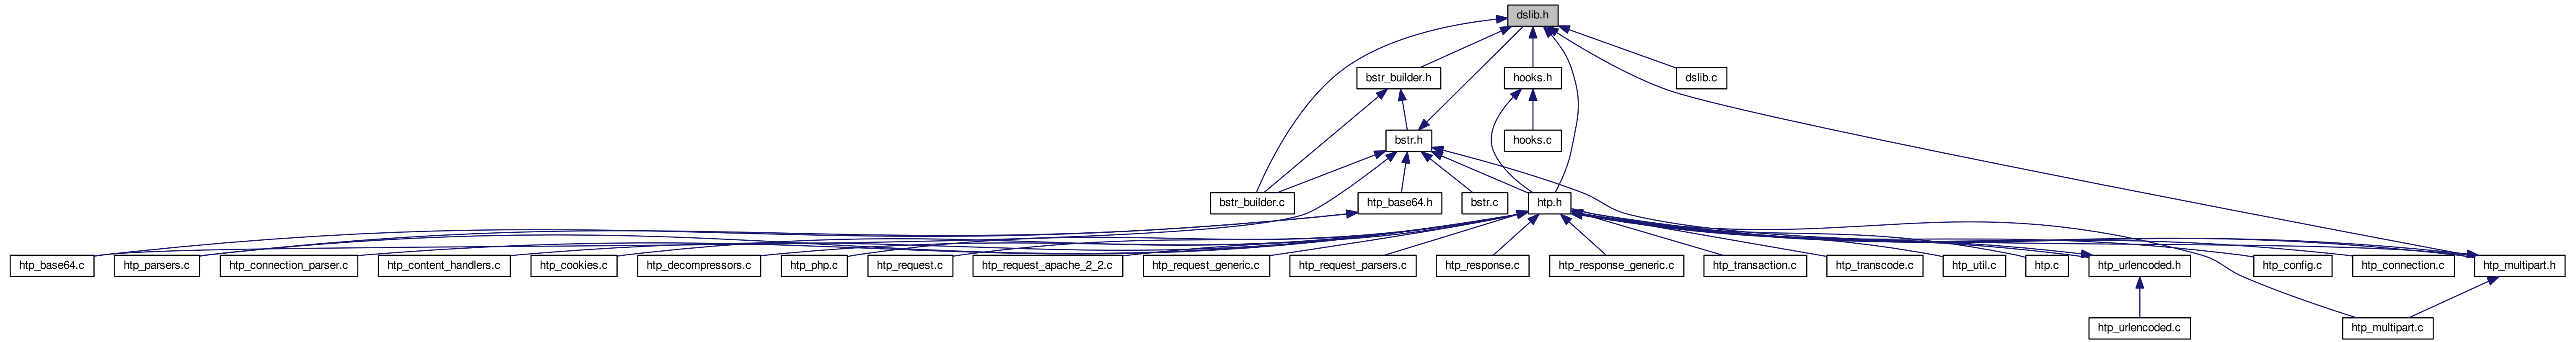 dslib.h
bstr_builder.h
hooks.h
dslib.c
bstr.h
hooks.c
bstr_builder.c
htp_base64.h
bstr.c
htp.h
htp_base64.c
htp_parsers.c
htp_connection_parser.c
htp_content_handlers.c
htp_cookies.c
htp_decompressors.c
htp_php.c
htp_request.c
htp_request_apache_2_2.c
htp_request_generic.c
htp_request_parsers.c
htp_response.c
htp_response_generic.c
htp_transaction.c
htp_transcode.c
htp_util.c
htp.c
htp_urlencoded.h
htp_config.c
htp_connection.c
htp_multipart.h
htp_urlencoded.c
htp_multipart.c